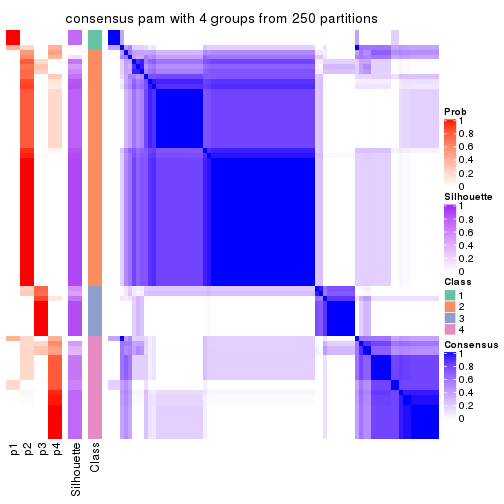 consensus pam with 4 groups from 250 partitions
Prob
1
0.8
0.6
0.4
0.2
0
Silhouette
1
0.8
0.6
0.4
0.2
0
Class
1
2
3
4
Consensus
1
0.8
0.6
0.4
0.2
0
p1
p2
p3
p4
Silhouette
Class